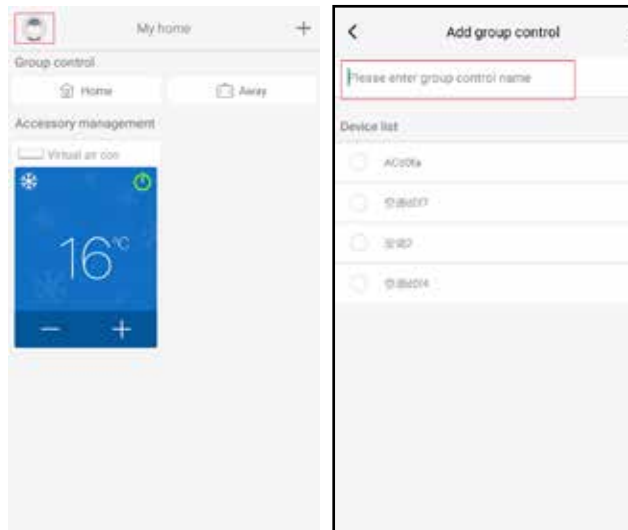 My home
+
Group control
Home
Away
Accessory management
Virtual air con
16°C
− +
Add group control
Please enter group control name
Device list